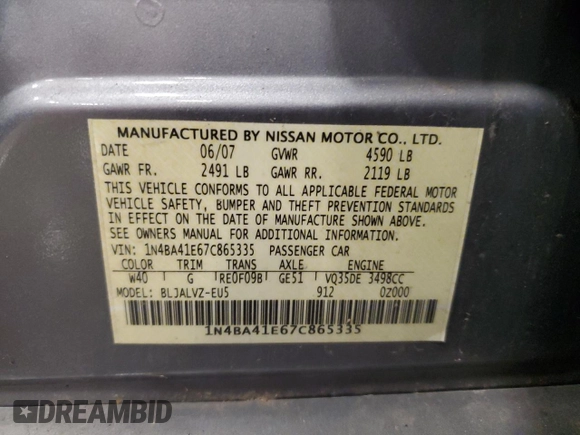 MANUFACTURED BY NISSAN MOTOR CO., LTD.
DATE 06/07 GVWR 4590 LB
GAWR FR. 2491 LB GAWR RR. 2119 LB
THIS VEHICLE CONFORMS TO ALL APPLICABLE FEDERAL MOTOR
VEHICLE SAFETY, BUMPER AND THEFT PREVENTION STANDARDS
IN EFFECT ON THE DATE OF MANUFACTURE SHOWN ABOVE.
SEE OWNERS MANUAL FOR ADDITIONAL INFORMATION.
VIN: 1N4BA41E67C865335 PASSENGER CAR
COLOR TRIM TRANS AXLE ENGINE
W40 G RE0F09B GE51 VQ35DE 3498CC
MODEL: BLJALVZ-EU5 912 0Z000
1N4BA41E67C865335
DREAMBID